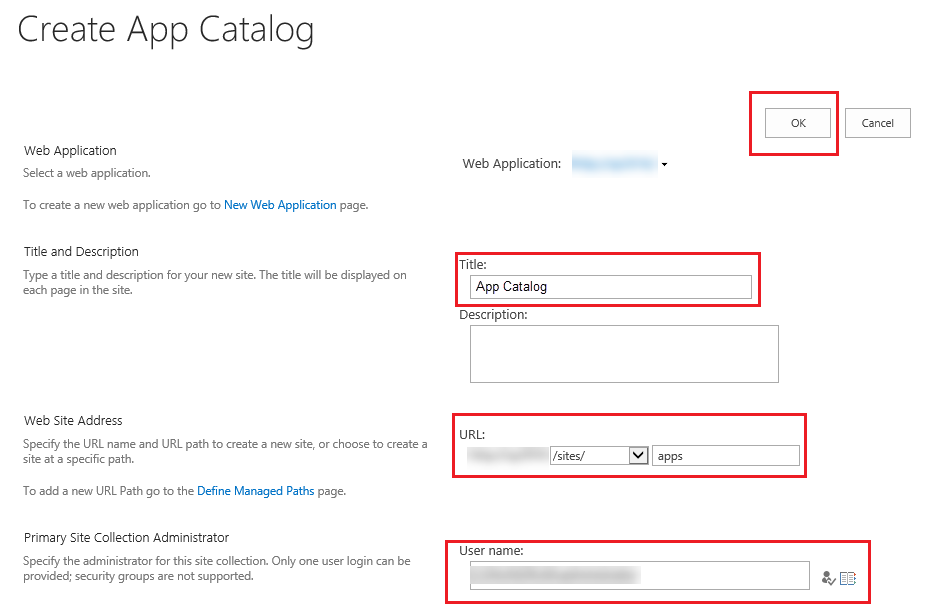 Create App Catalog
OK
Cancel
Web Application
Select a web application.
Web Application:
To create a new web application go to New Web Application page.
Title and Description
Type a title and description for your new site. The title will be displayed on
each page in the site.
Title:
App Catalog
Description:
Web Site Address
Specify the URL name and URL path to create a new site, or choose to create a
site at a specific path.
To add a new URL Path go to the Define Managed Paths page.
URL:
/sites/
apps
Primary Site Collection Administrator
Specify the administrator for this site collection. Only one user login can be
provided; security groups are not supported.
User name: